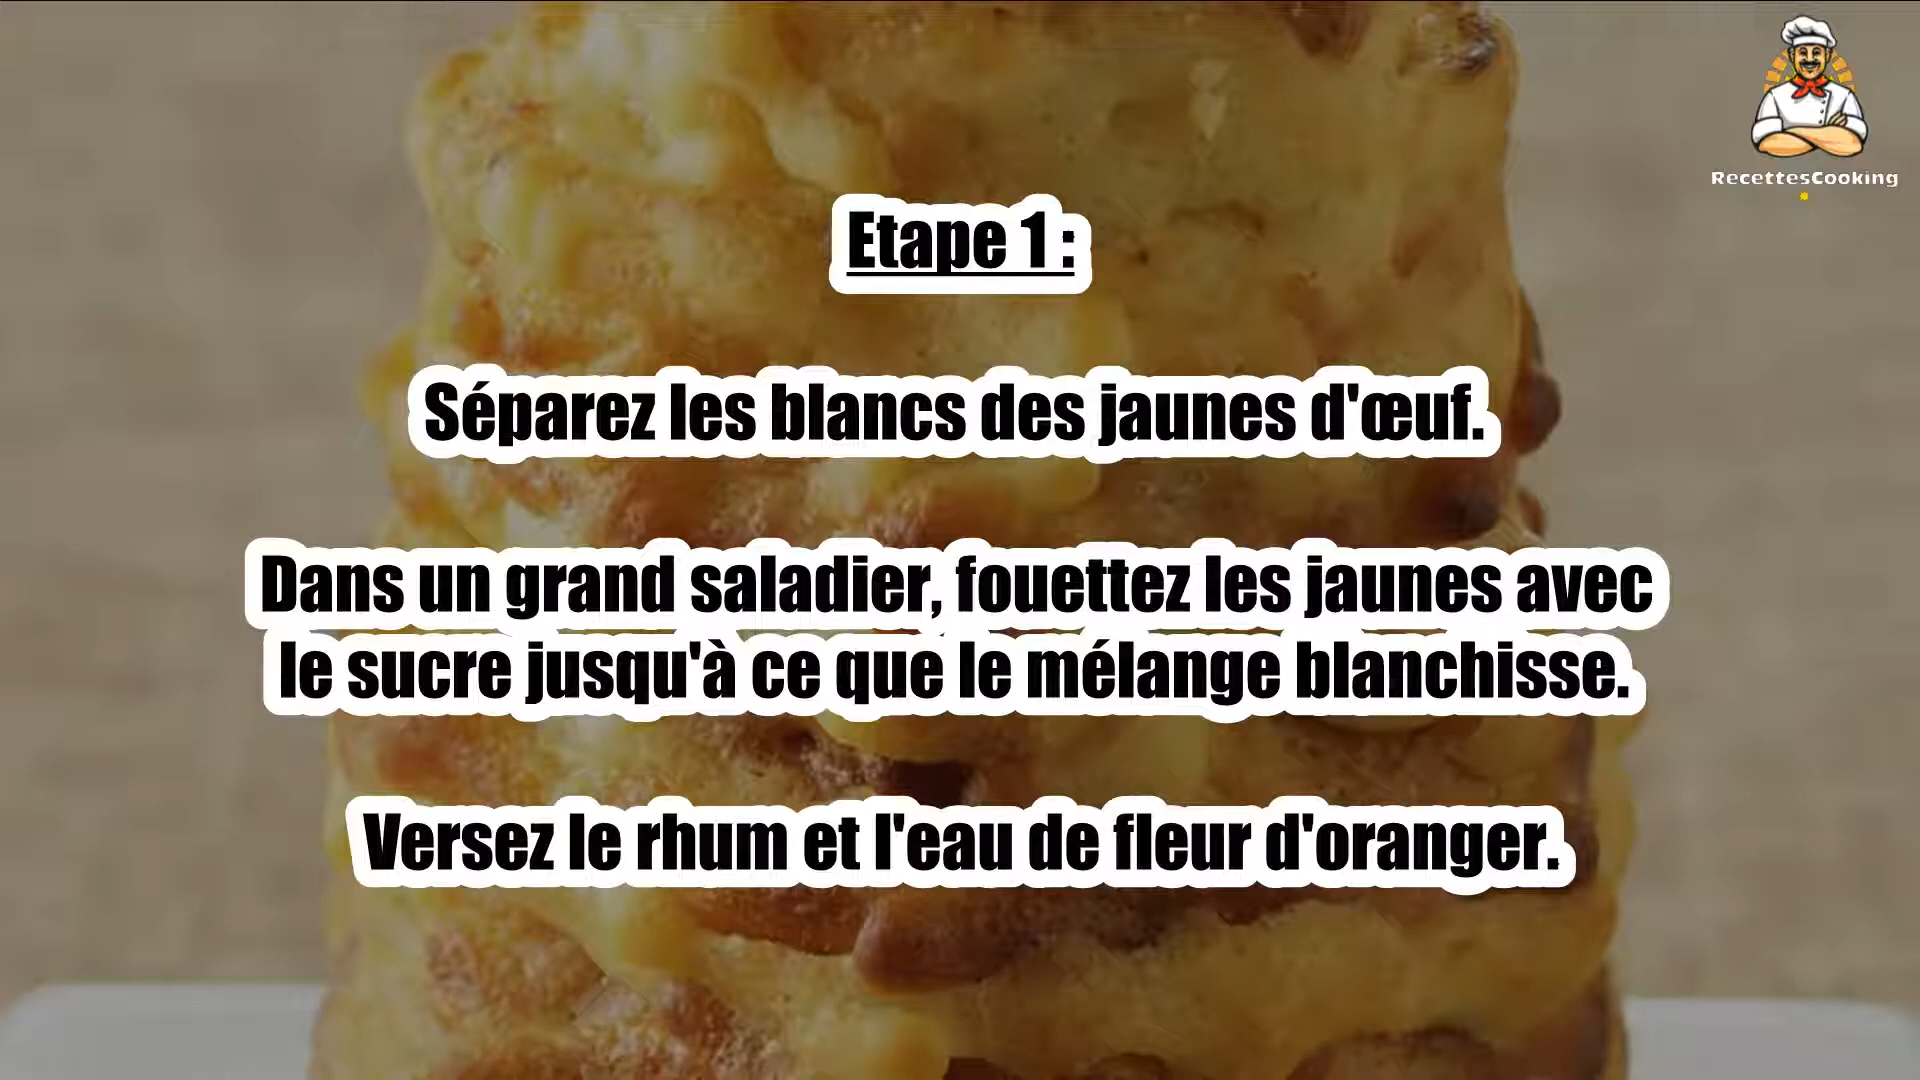 RecettesCooking
Etape 1 :
Séparez les blancs des jaunes d'œuf.
Dans un grand saladier, fouettez les jaunes avec
le sucre jusqu'à ce que le mélange blanchisse.
Versez le rhum et l'eau de fleur d'oranger.